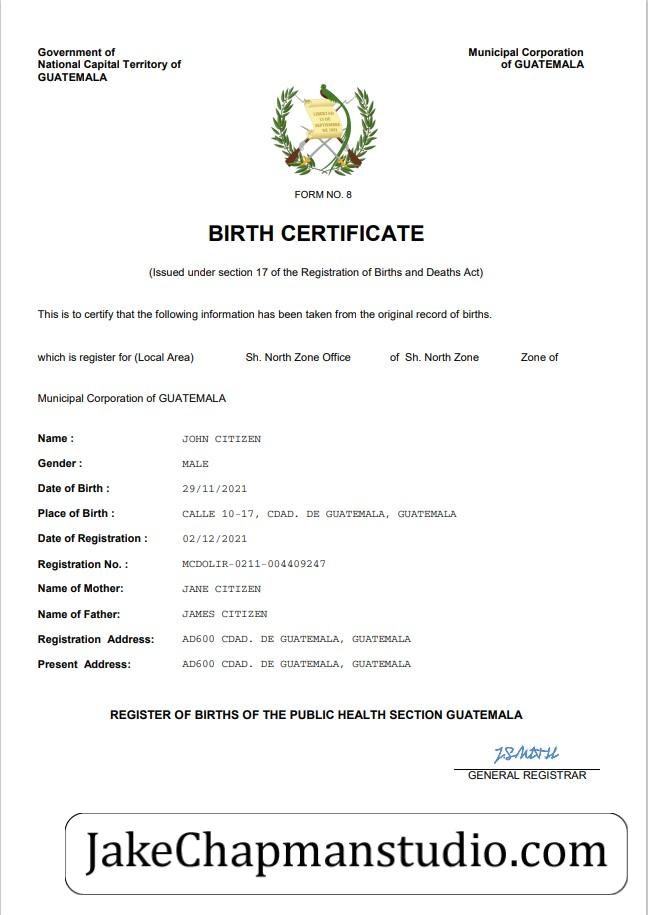 Government of
National Capital Territory of
GUATEMALA
Municipal Corporation
of GUATEMALA
LIBERTAD
15 DE
SEPTIEMBRE
DE 1821
FORM NO. 8
BIRTH CERTIFICATE
(Issued under section 17 of the Registration of Births and Deaths Act)
This is to certify that the following information has been taken from the original record of births.
which is register for (Local Area) Sh. North Zone Office of Sh. North Zone Zone of
Municipal Corporation of GUATEMALA
Name : JOHN CITIZEN
Gender : MALE
Date of Birth : 29/11/2021
Place of Birth : CALLE 10-17, CDAD. DE GUATEMALA, GUATEMALA
Date of Registration : 02/12/2021
Registration No. : MCDOLIR-0211-004409247
Name of Mother: JANE CITIZEN
Name of Father: JAMES CITIZEN
Registration Address: AD600 CDAD. DE GUATEMALA, GUATEMALA
Present Address: AD600 CDAD. DE GUATEMALA, GUATEMALA
REGISTER OF BIRTHS OF THE PUBLIC HEALTH SECTION GUATEMALA
GENERAL REGISTRAR
JakeChapmanstudio.com